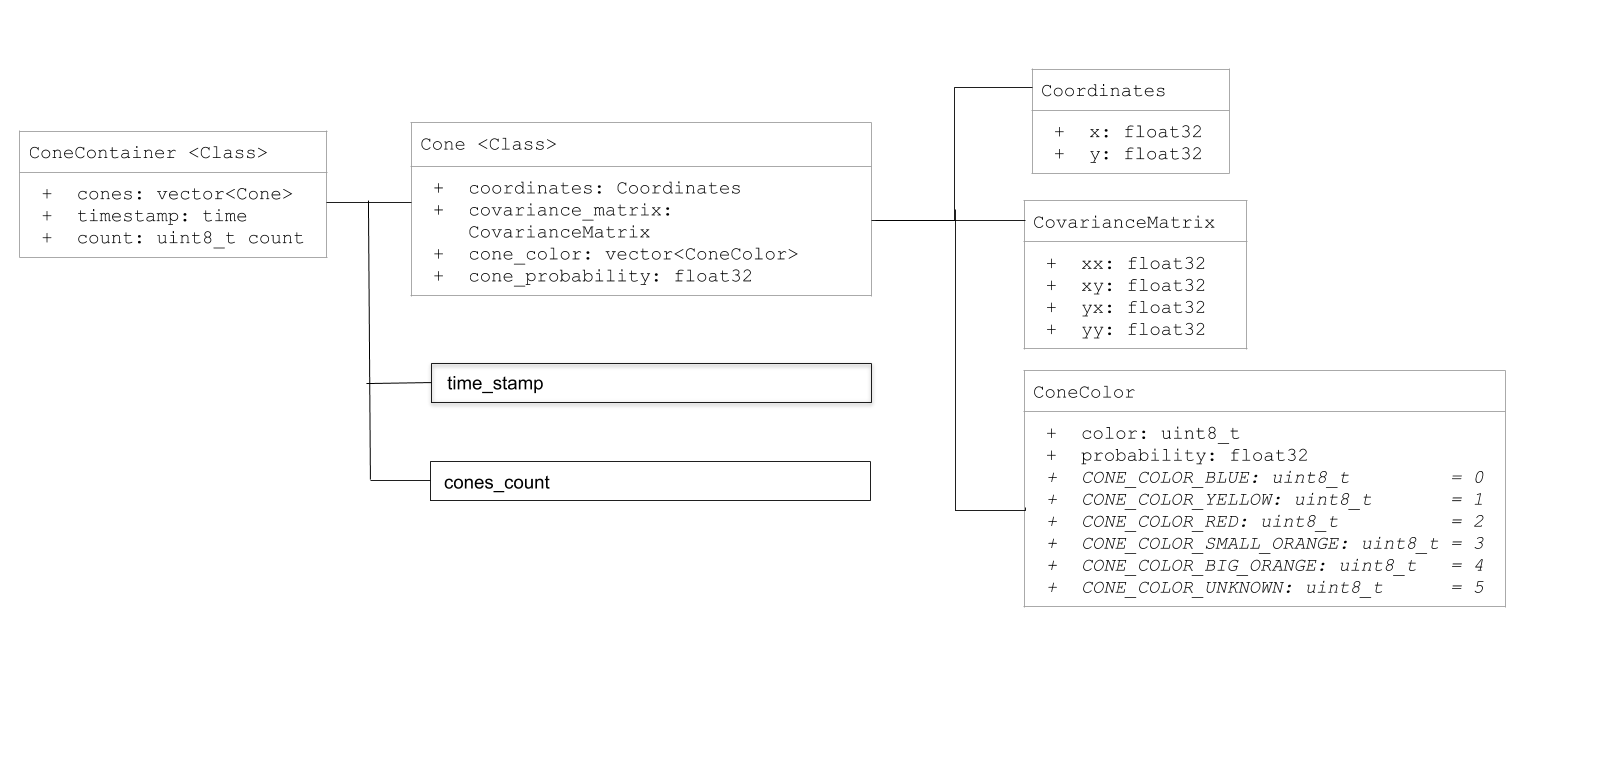 ConeContainer <Class>
+ cones: vector<Cone>
+ timestamp: time
+ count: uint8_t count
Cone <Class>
+ coordinates: Coordinates
+ covariance_matrix:
CovarianceMatrix
+ cone_color: vector<ConeColor>
+ cone_probability: float32
time_stamp
cones_count
Coordinates
+ x: float32
+ y: float32
CovarianceMatrix
+ xx: float32
+ xy: float32
+ yx: float32
+ yy: float32
ConeColor
+ color: uint8_t
+ probability: float32
+ CONE_COLOR_BLUE: uint8_t = 0
+ CONE_COLOR_YELLOW: uint8_t = 1
+ CONE_COLOR_RED: uint8_t = 2
+ CONE_COLOR_SMALL_ORANGE: uint8_t = 3
+ CONE_COLOR_BIG_ORANGE: uint8_t = 4
+ CONE_COLOR_UNKNOWN: uint8_t = 5